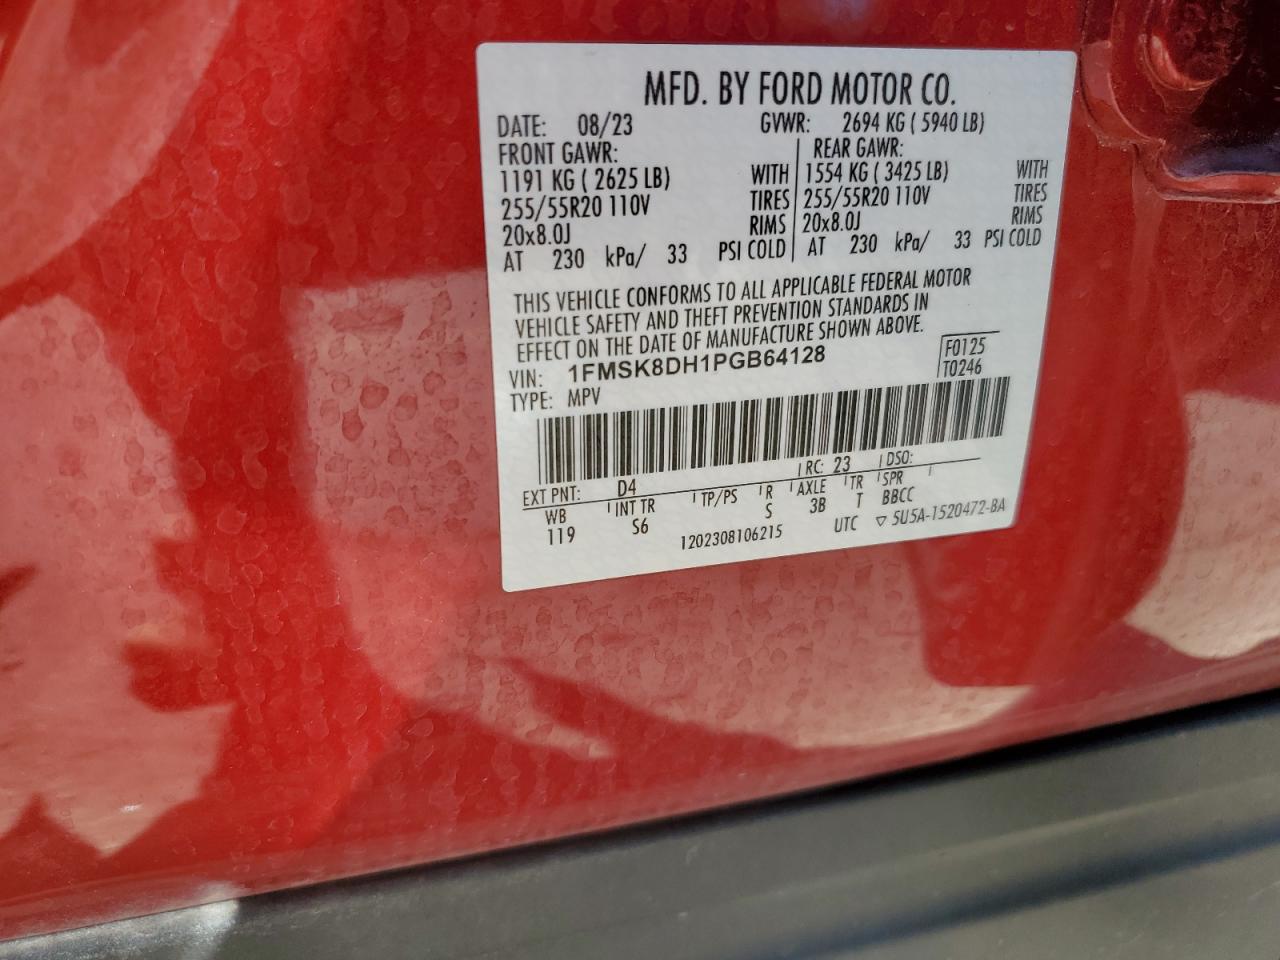 MFD. BY FORD MOTOR CO.
DATE: 08/23 GVWR: 2694 KG ( 5940 LB)
FRONT GAWR: REAR GAWR:
1191 KG ( 2625 LB) WITH 1554 KG ( 3425 LB) WITH
255/55R20 110V TIRES 255/55R20 110V TIRES
20x8.0J RIMS 20x8.0J RIMS
AT 230 kPa/ 33 PSI COLD AT 230 kPa/ 33 PSI COLD
THIS VEHICLE CONFORMS TO ALL APPLICABLE FEDERAL MOTOR
VEHICLE SAFETY AND THEFT PREVENTION STANDARDS IN
EFFECT ON THE DATE OF MANUFACTURE SHOWN ABOVE.
VIN: 1FMSK8DH1PGB64128 F0125
TYPE: MPV T0246
EXT PNT: D4 RC: 23 DSO:
WB INT TR TP/PS R AXLE TR SPR
119 S6 S 3B T BBCC
1202308106215 UTC ▽ 5U5A-1520472-BA